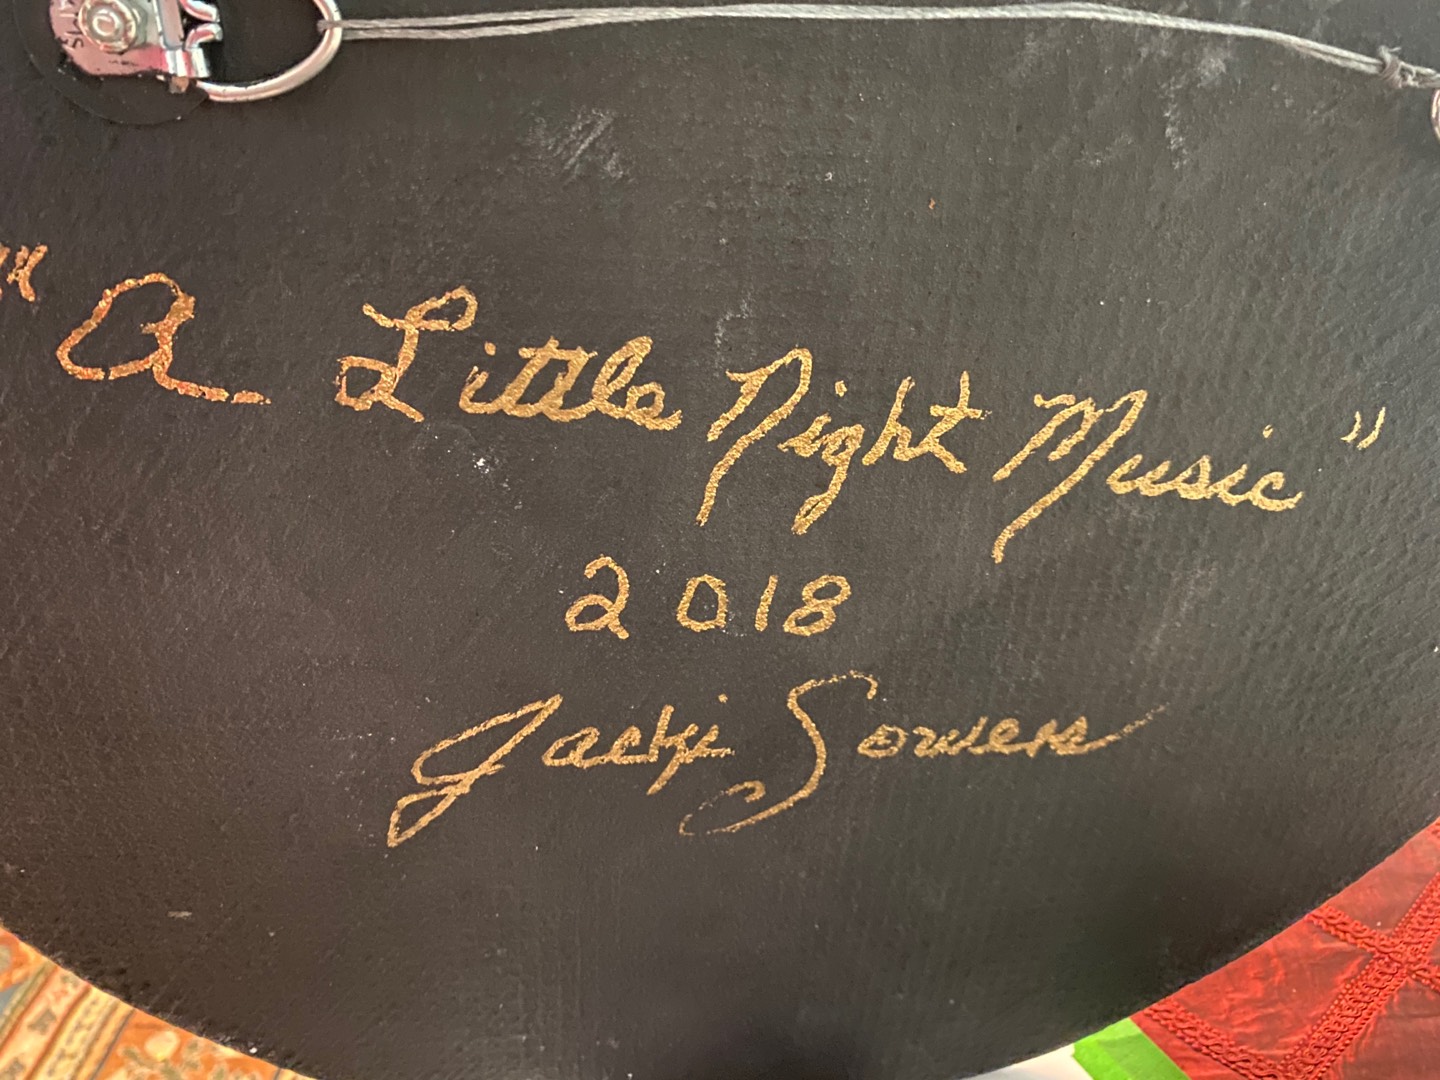 "A Little Night Music"
2018
Jacki Sowers